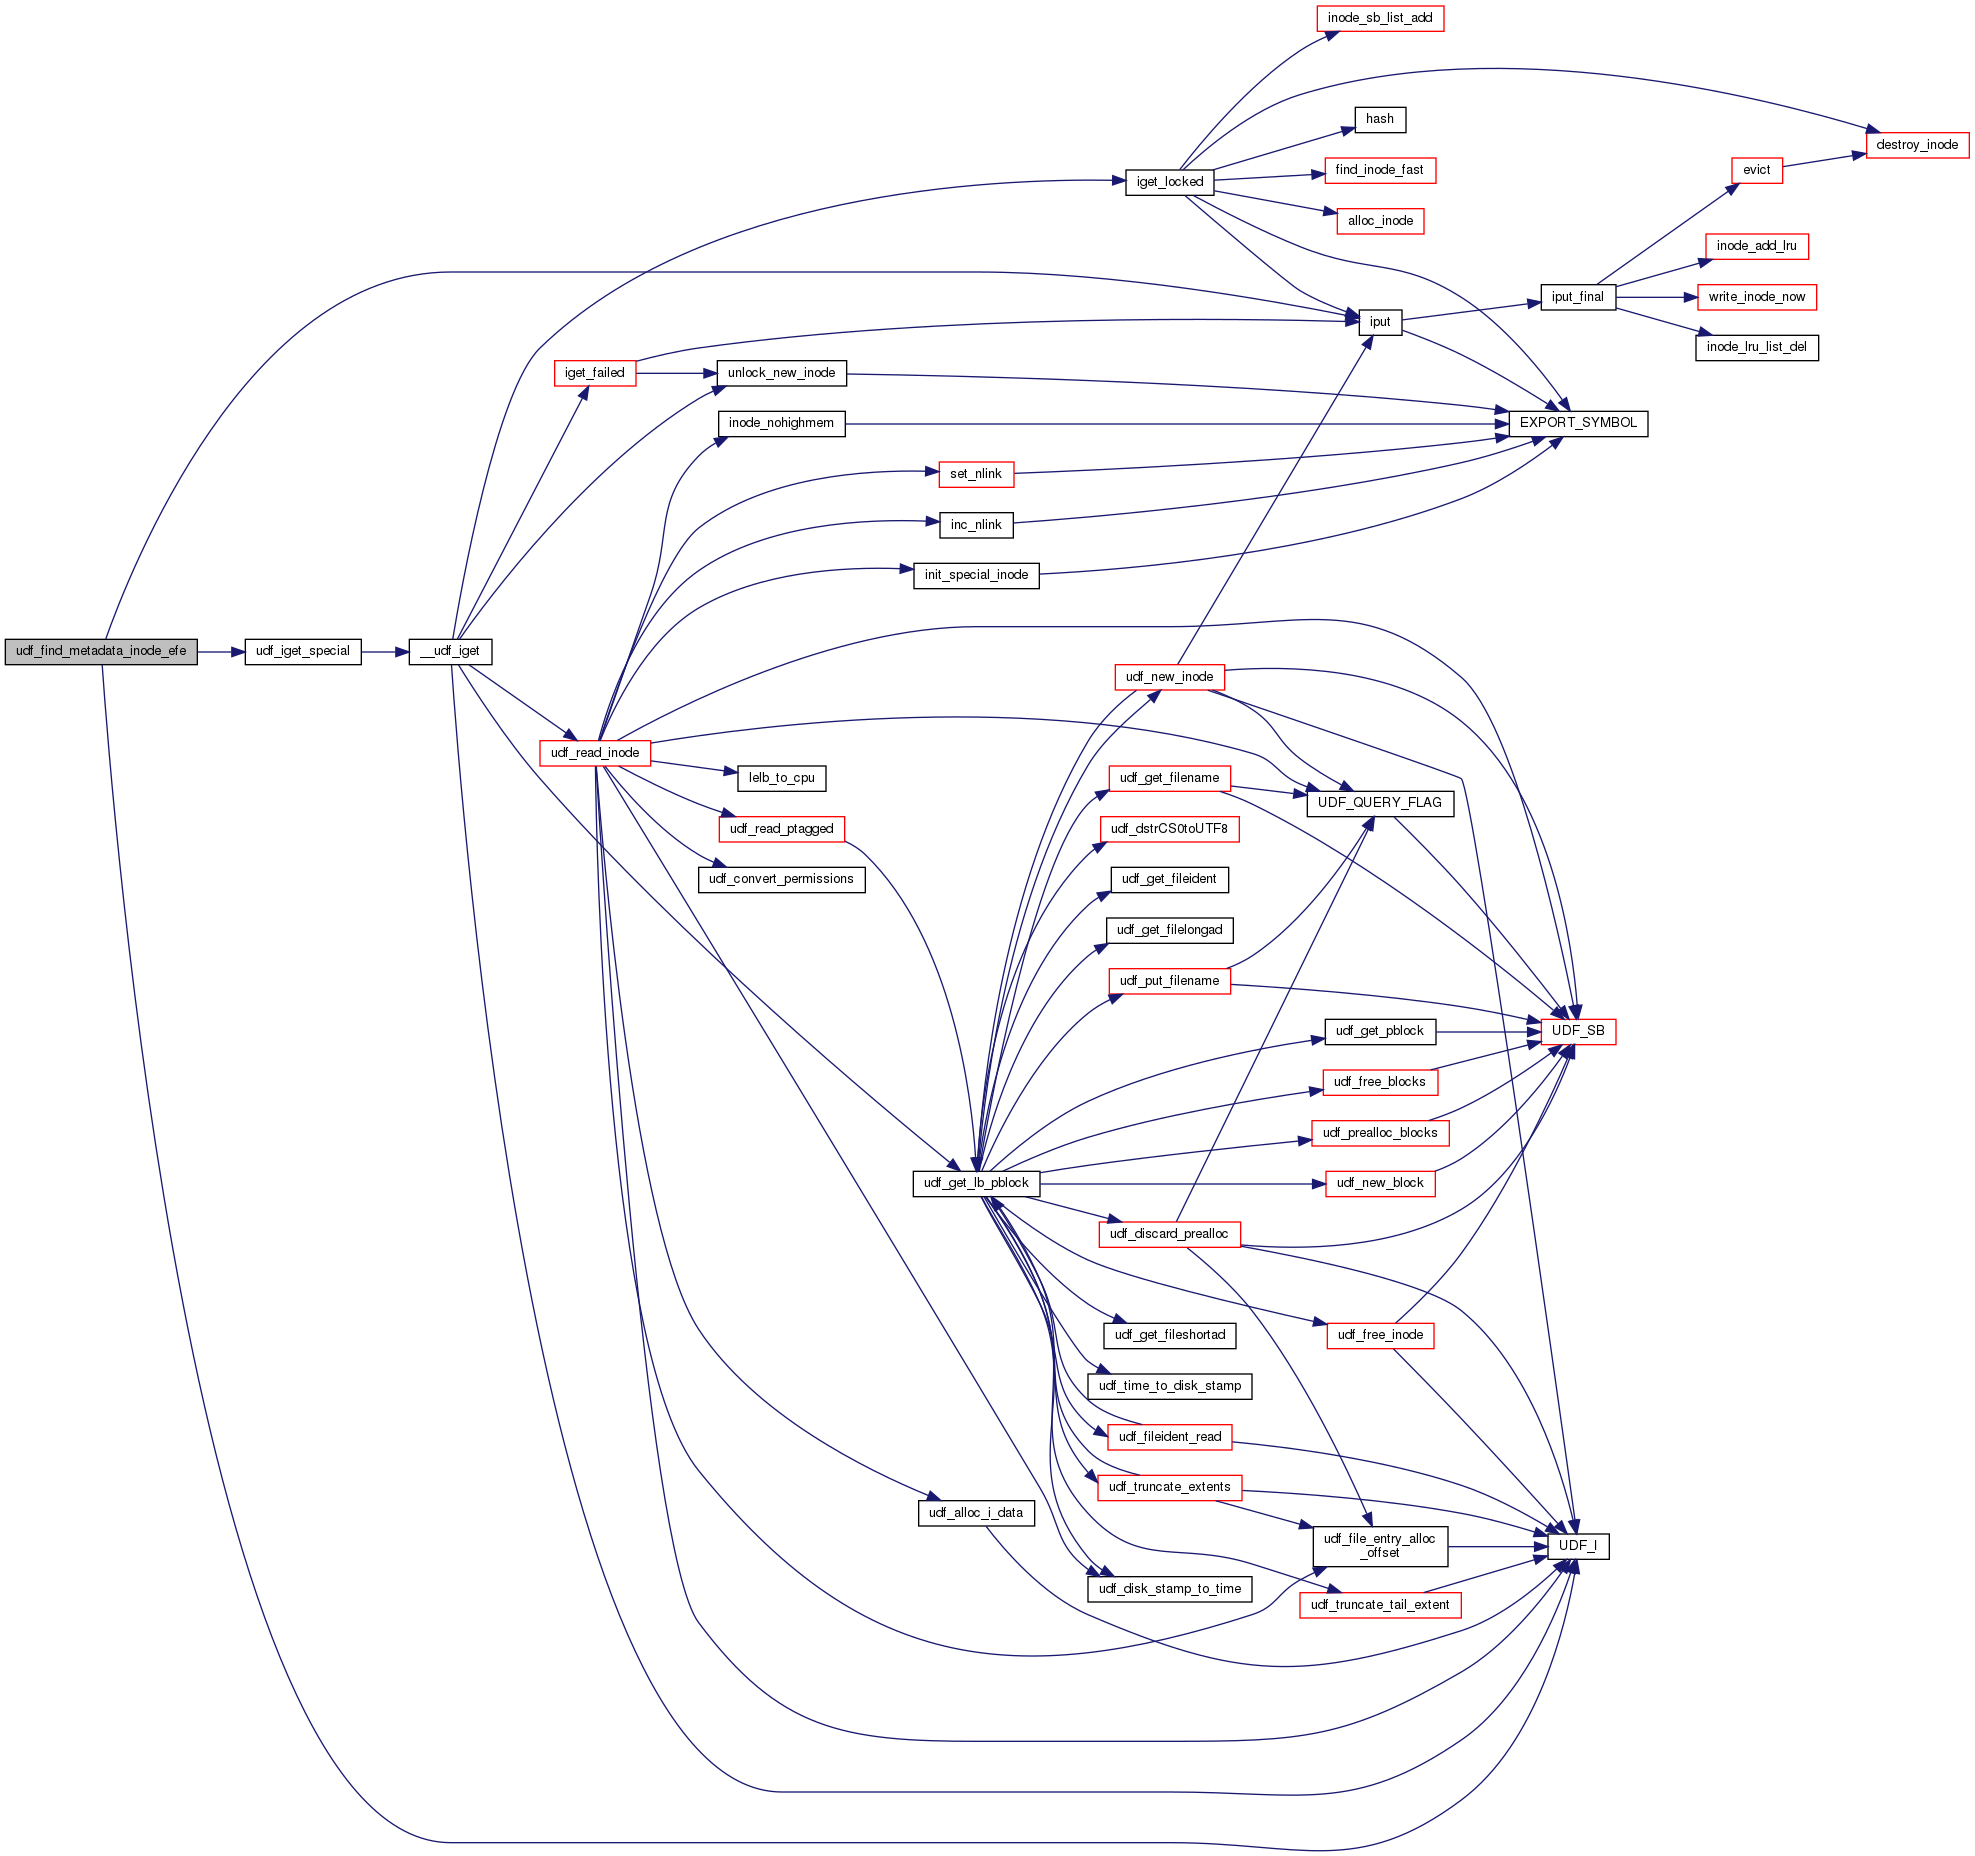 inode_sb_list_add
hash
destroy_inode
find_inode_fast
evict
iget_locked
alloc_inode
inode_add_lru
iput_final
write_inode_now
iput
inode_lru_list_del
iget_failed
unlock_new_inode
inode_nohighmem
EXPORT_SYMBOL
set_nlink
inc_nlink
init_special_inode
udf_find_metadata_inode_efe
udf_iget_special
__udf_iget
udf_new_inode
udf_read_inode
lelb_to_cpu
udf_get_filename
UDF_QUERY_FLAG
udf_read_ptagged
udf_dstrCS0toUTF8
udf_convert_permissions
udf_get_fileident
udf_get_filelongad
udf_put_filename
udf_get_pblock
UDF_SB
udf_free_blocks
udf_prealloc_blocks
udf_get_lb_pblock
udf_new_block
udf_discard_prealloc
udf_get_fileshortad
udf_free_inode
udf_time_to_disk_stamp
udf_fileident_read
udf_truncate_extents
udf_alloc_i_data
udf_file_entry_alloc
_offset
UDF_I
udf_disk_stamp_to_time
udf_truncate_tail_extent